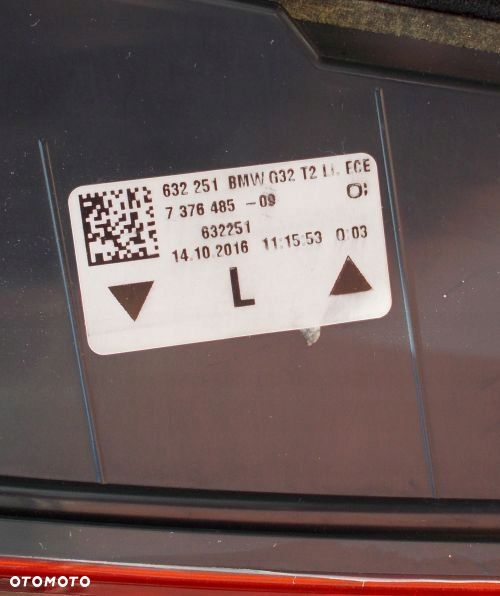 632 251 BMW G32 T2 LL ECE
7 376 485 -09
632251
14.10.2016 11:15:53 0:03
L
OTOMOTO